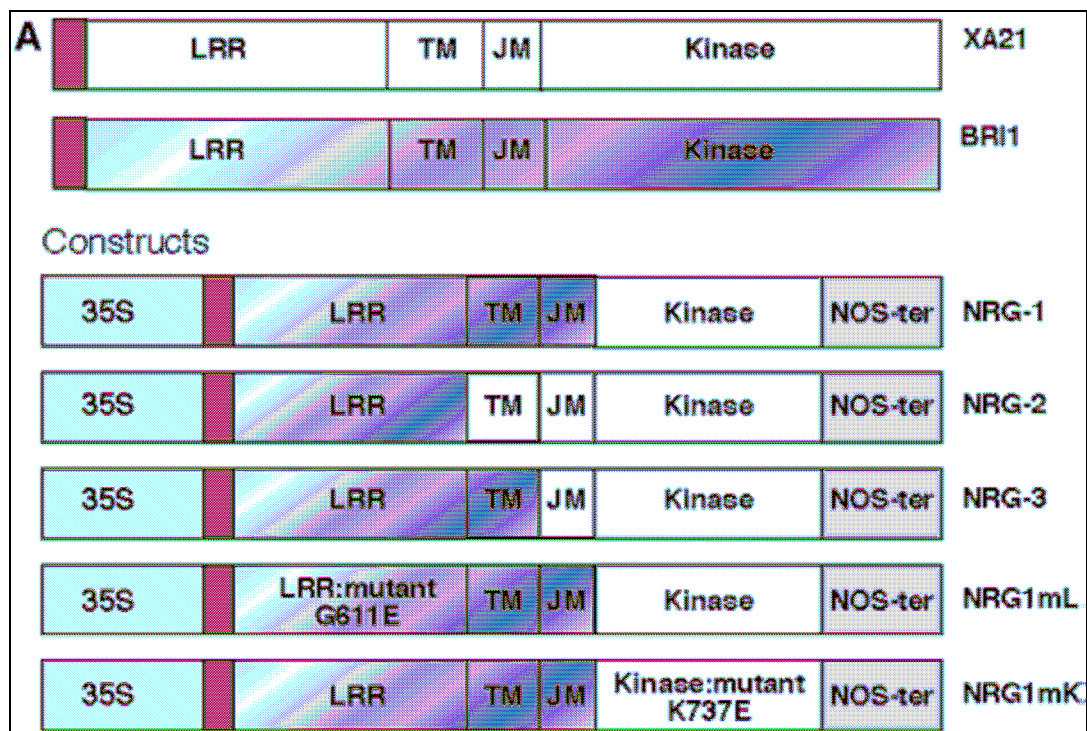 A
LRR TM JM Kinase XA21
LRR TM JM Kinase BRI1
Constructs
35S LRR TM JM Kinase NOS-ter NRG-1
35S LRR TM JM Kinase NOS-ter NRG-2
35S LRR TM JM Kinase NOS-ter NRG-3
35S LRR:mutant G611E TM JM Kinase NOS-ter NRG1mL
35S LRR TM JM Kinase:mutant K737E NOS-ter NRG1mK